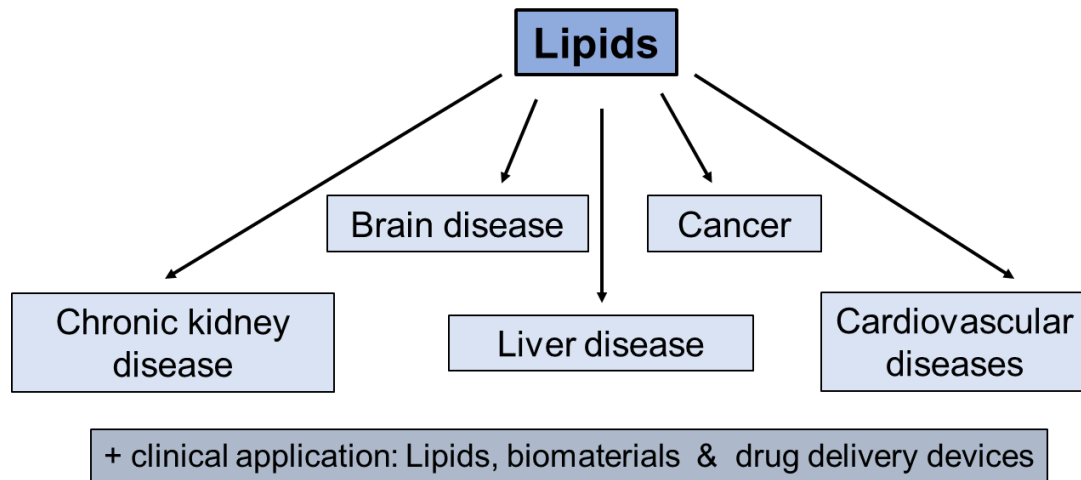 Lipids
Brain disease
Cancer
Chronic kidney
disease
Liver disease
Cardiovascular
diseases
+ clinical application: Lipids, biomaterials & drug delivery devices